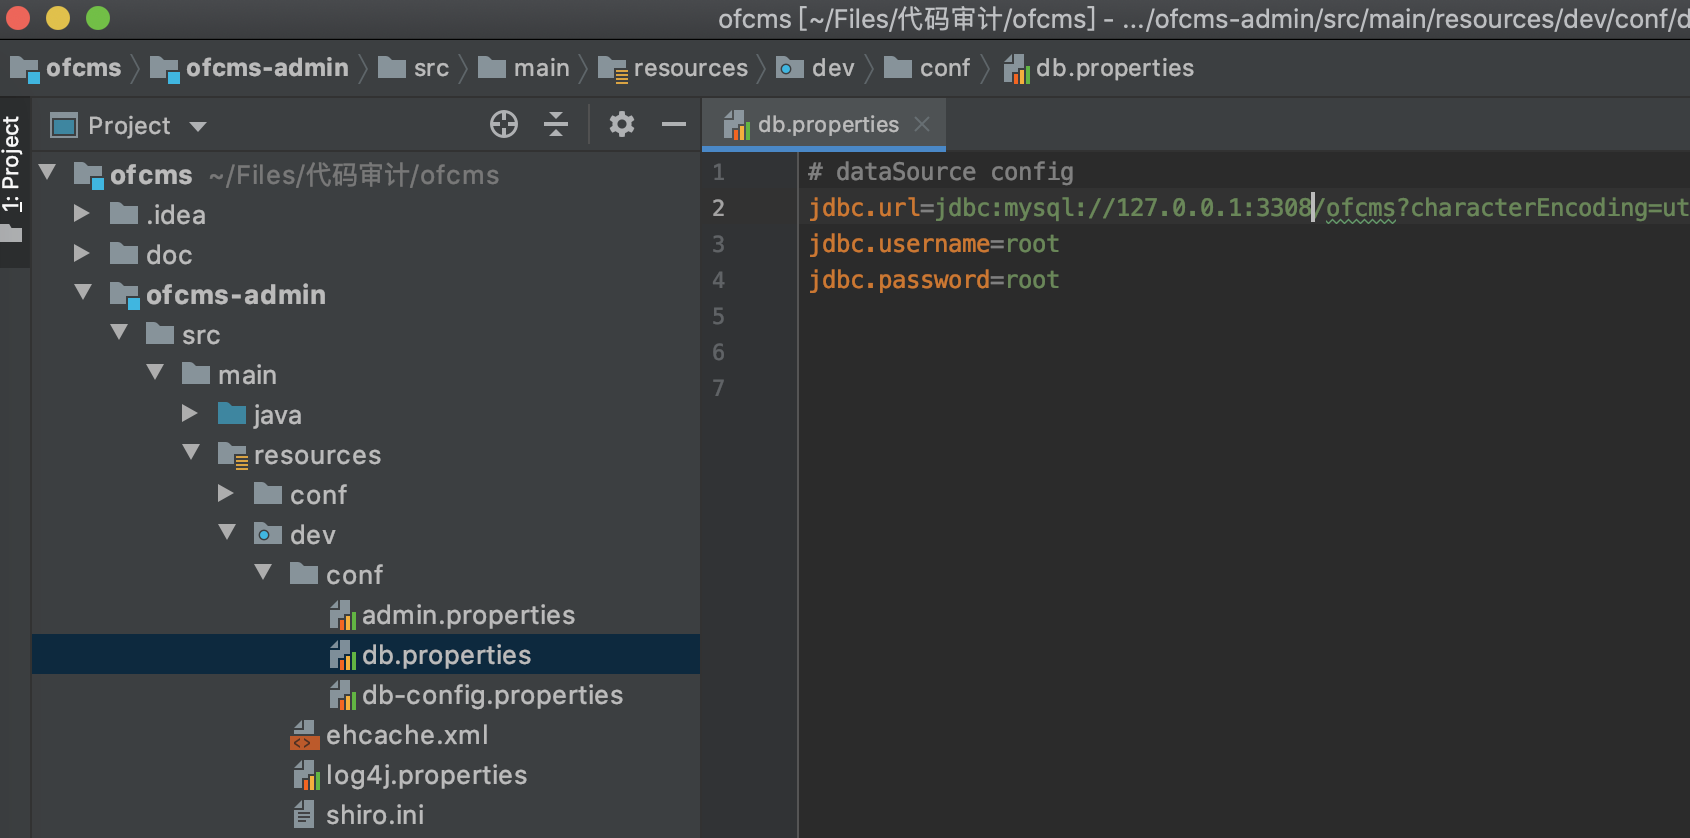 ofcms [~/Files/代码审计/ofcms] - .../ofcms-admin/src/main/resources/dev/conf/d
ofcms ofcms-admin src main resources dev conf db.properties
1: Project
Project
ofcms ~/Files/代码审计/ofcms
.idea
doc
ofcms-admin
src
main
java
resources
conf
dev
conf
admin.properties
db.properties
db-config.properties
ehcache.xml
log4j.properties
shiro.ini
db.properties
1 # dataSource config
2 jdbc.url=jdbc:mysql://127.0.0.1:3308/ofcms?characterEncoding=ut
3 jdbc.username=root
4 jdbc.password=root
5
6
7